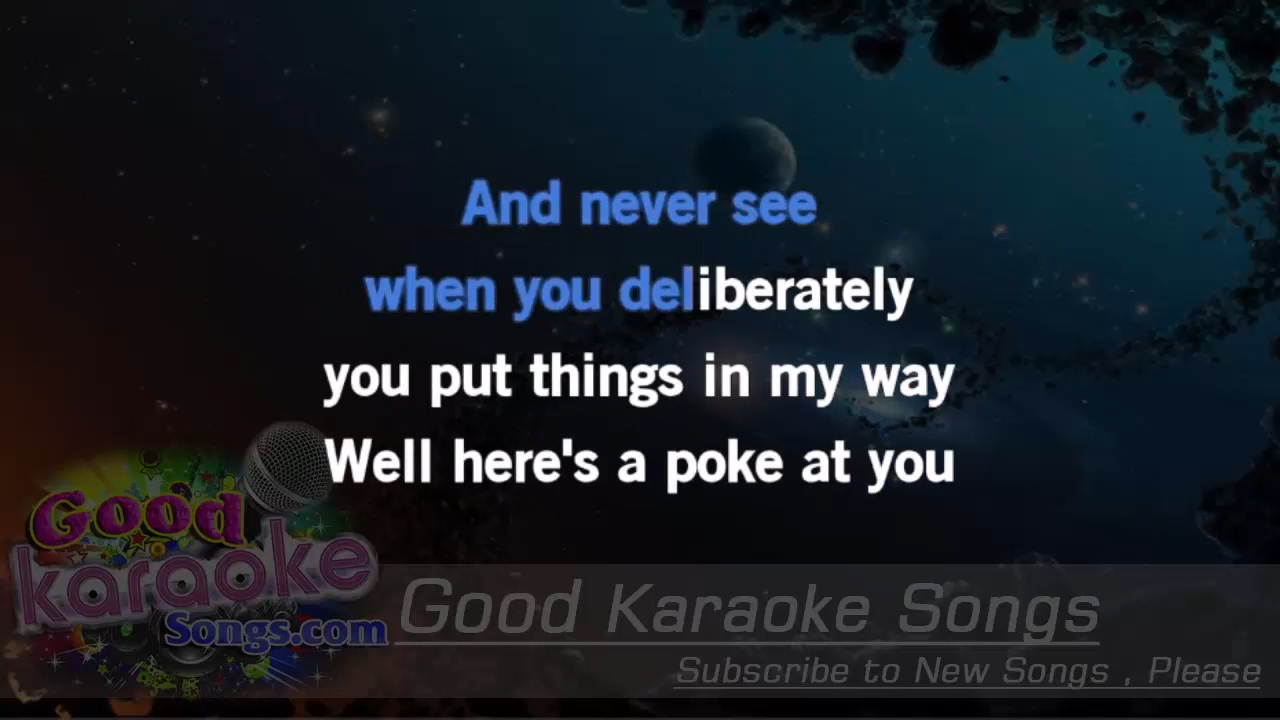 And never see
when you deliberately
you put things in my way
Well here's a poke at you
Good
karaoke
Songs.com
Good Karaoke Songs
Subscribe to New Songs , Please